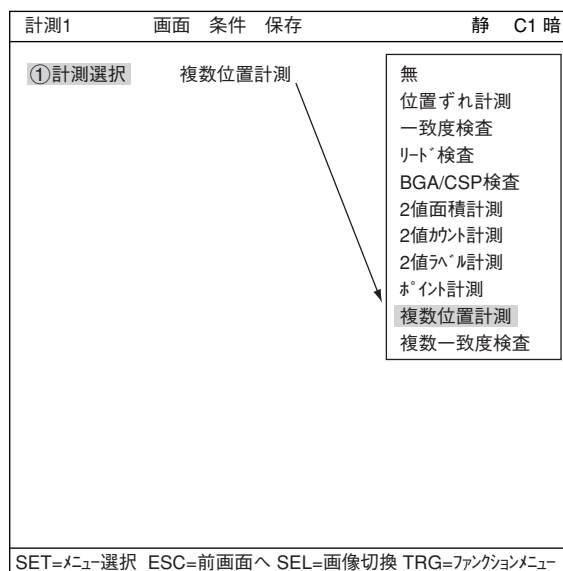 計測1 画面 条件 保存 静 C1 暗
①計測選択 複数位置計測
無
位置ずれ計測
一致度検査
ﾘｰﾄﾞ検査
BGA/CSP検査
2値面積計測
2値ｶｳﾝﾄ計測
2値ﾗﾍﾞﾙ計測
ﾎﾟｲﾝﾄ計測
複数位置計測
複数一致度検査
SET=ﾒﾆｭｰ選択 ESC=前画面へ SEL=画像切換 TRG=ﾌｧﾝｸｼｮﾝﾒﾆｭｰ